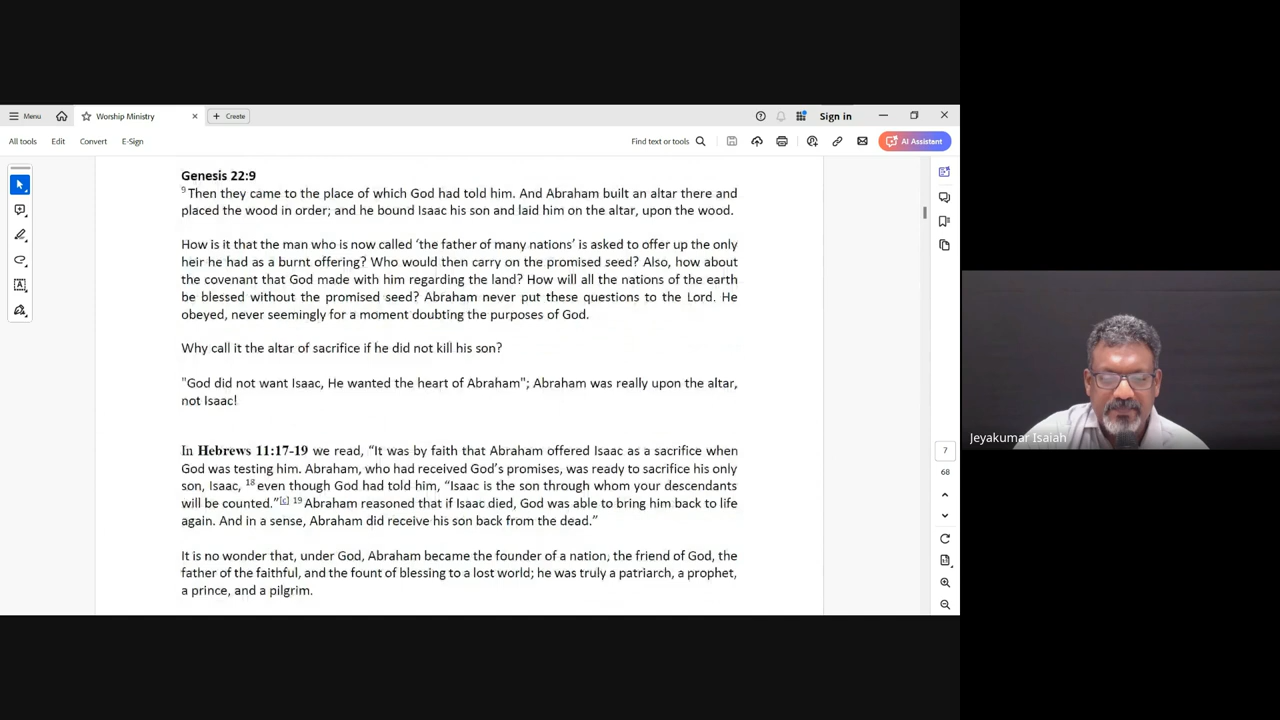 Menu
Worship Ministry
Create
Sign in
All tools
Edit
Convert
E-Sign
Find text or tools
AI Assistant
Genesis 22:9
9 Then they came to the place of which God had told him. And Abraham built an altar there and
placed the wood in order; and he bound Isaac his son and laid him on the altar, upon the wood.
How is it that the man who is now called ‘the father of many nations’ is asked to offer up the only
heir he had as a burnt offering? Who would then carry on the promised seed? Also, how about
the covenant that God made with him regarding the land? How will all the nations of the earth
be blessed without the promised seed? Abraham never put these questions to the Lord. He
obeyed, never seemingly for a moment doubting the purposes of God.
Why call it the altar of sacrifice if he did not kill his son?
"God did not want Isaac, He wanted the heart of Abraham"; Abraham was really upon the altar,
not Isaac!
In Hebrews 11:17-19 we read, “It was by faith that Abraham offered Isaac as a sacrifice when
God was testing him. Abraham, who had received God’s promises, was ready to sacrifice his only
son, Isaac, 18 even though God had told him, “Isaac is the son through whom your descendants
will be counted.”[c] 19 Abraham reasoned that if Isaac died, God was able to bring him back to life
again. And in a sense, Abraham did receive his son back from the dead.”
It is no wonder that, under God, Abraham became the founder of a nation, the friend of God, the
father of the faithful, and the fount of blessing to a lost world; he was truly a patriarch, a prophet,
a prince, and a pilgrim.
7
68
Jeyakumar Isaiah